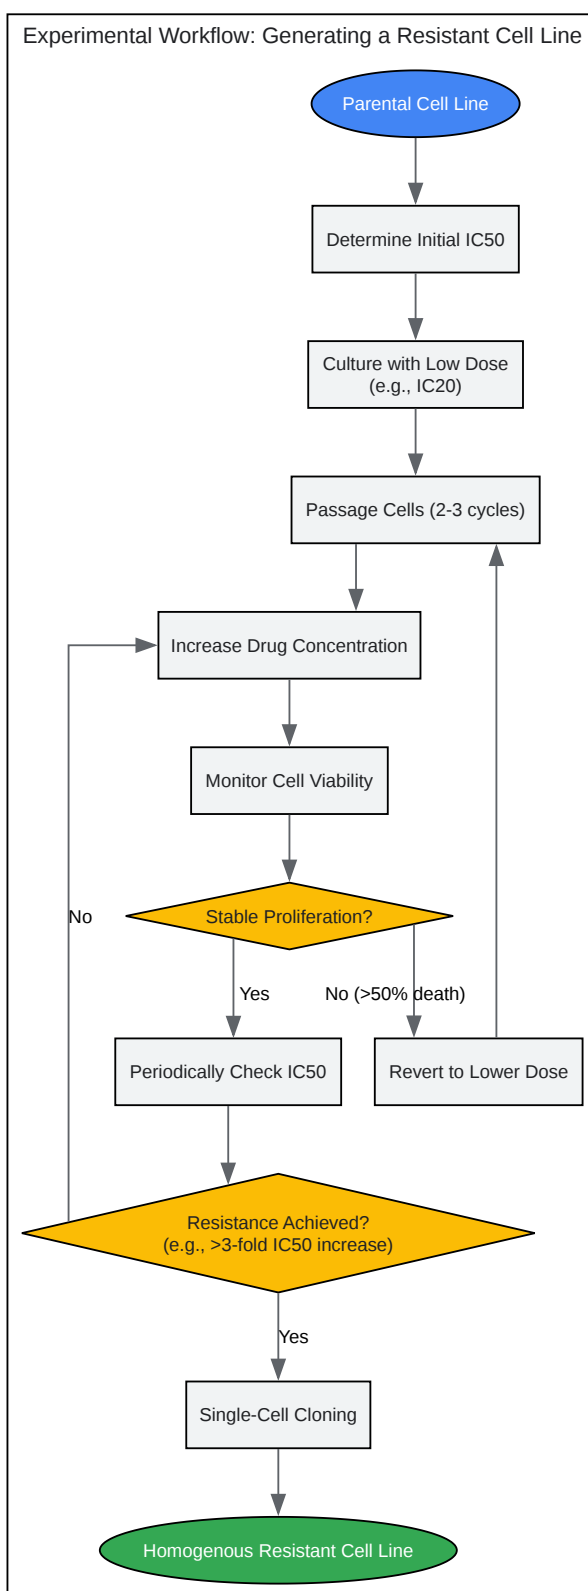 Experimental Workflow: Generating a Resistant Cell Line
Parental Cell Line
Determine Initial IC50
Culture with Low Dose
(e.g., IC20)
Passage Cells (2-3 cycles)
Increase Drug Concentration
Monitor Cell Viability
Stable Proliferation?
No
Yes
No (>50% death)
Periodically Check IC50
Revert to Lower Dose
Resistance Achieved?
(e.g., >3-fold IC50 increase)
Yes
Single-Cell Cloning
Homogenous Resistant Cell Line